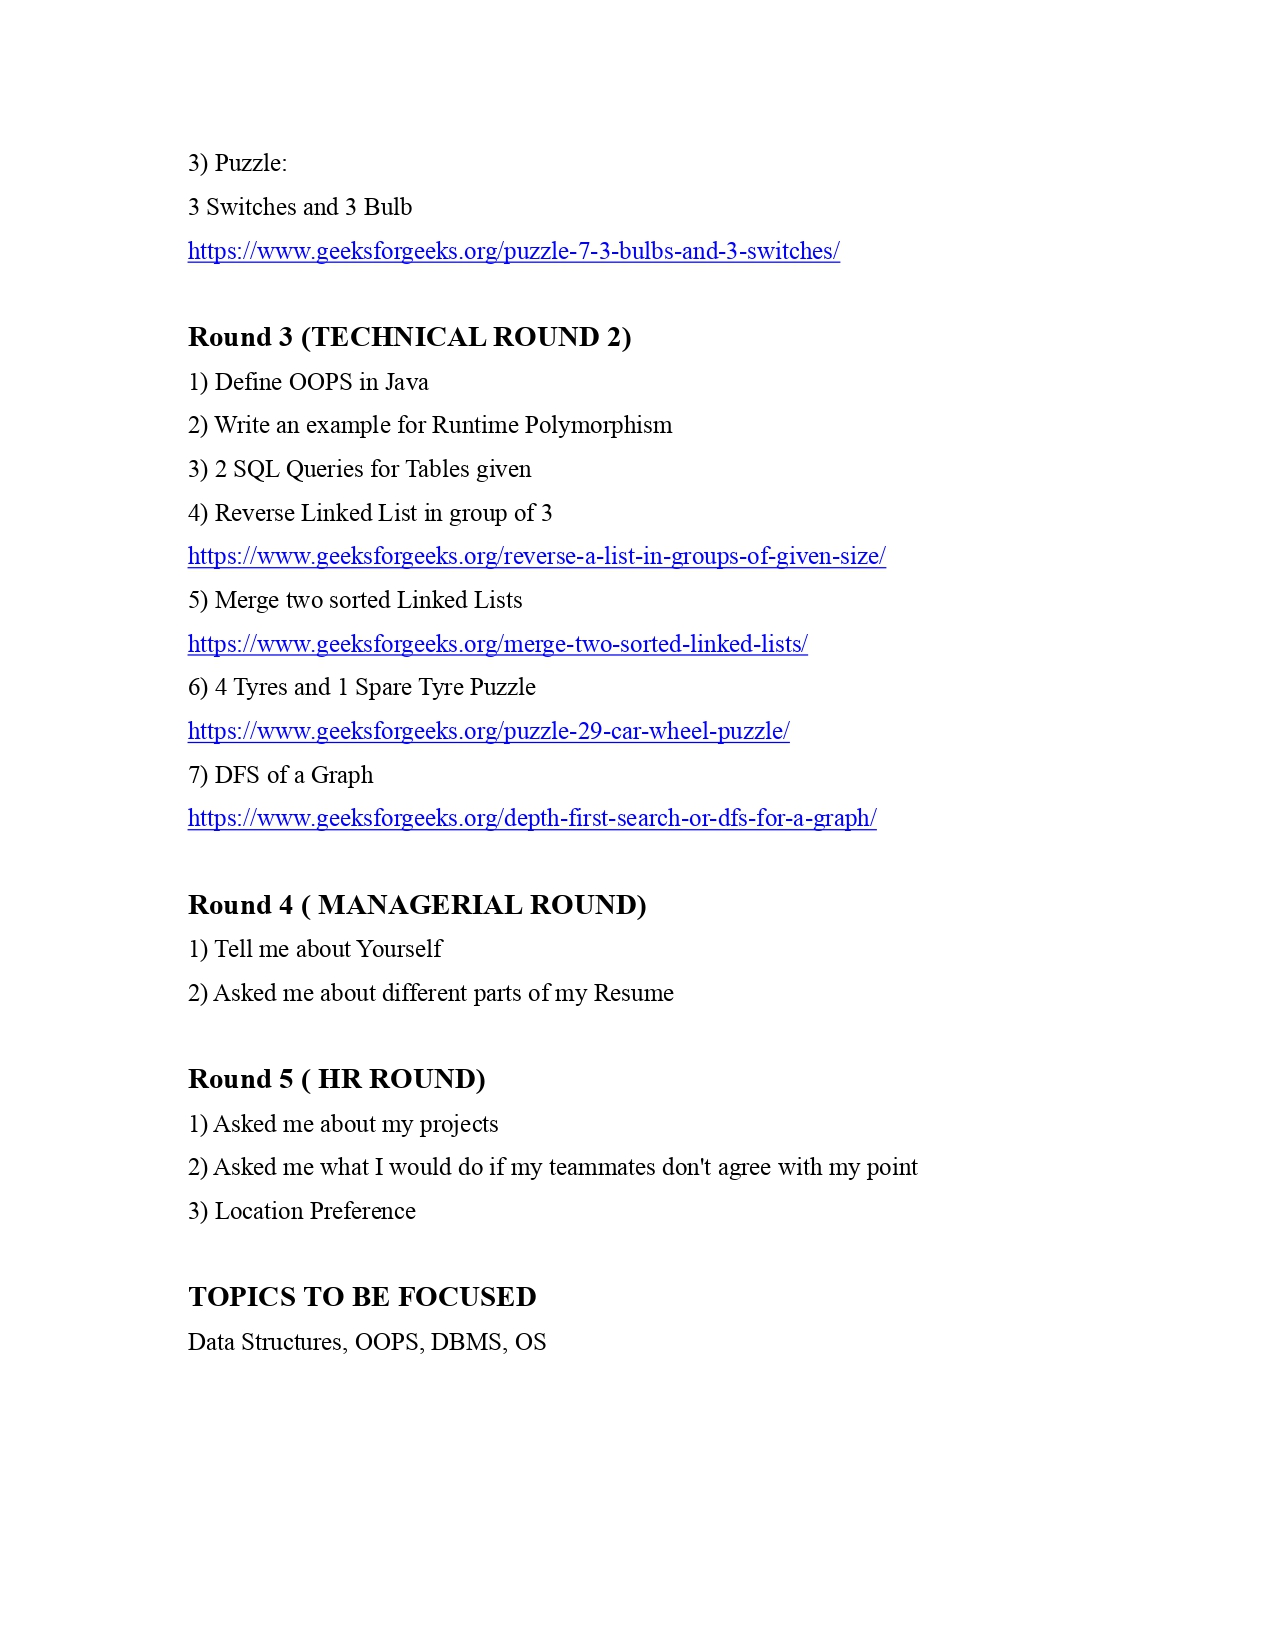 3) Puzzle:
3 Switches and 3 Bulb
https://www.geeksforgeeks.org/puzzle-7-3-bulbs-and-3-switches/
Round 3 (TECHNICAL ROUND 2)
1) Define OOPS in Java
2) Write an example for Runtime Polymorphism
3) 2 SQL Queries for Tables given
4) Reverse Linked List in group of 3
https://www.geeksforgeeks.org/reverse-a-list-in-groups-of-given-size/
5) Merge two sorted Linked Lists
https://www.geeksforgeeks.org/merge-two-sorted-linked-lists/
6) 4 Tyres and 1 Spare Tyre Puzzle
https://www.geeksforgeeks.org/puzzle-29-car-wheel-puzzle/
7) DFS of a Graph
https://www.geeksforgeeks.org/depth-first-search-or-dfs-for-a-graph/
Round 4 ( MANAGERIAL ROUND)
1) Tell me about Yourself
2) Asked me about different parts of my Resume
Round 5 ( HR ROUND)
1) Asked me about my projects
2) Asked me what I would do if my teammates don't agree with my point
3) Location Preference
TOPICS TO BE FOCUSED
Data Structures, OOPS, DBMS, OS